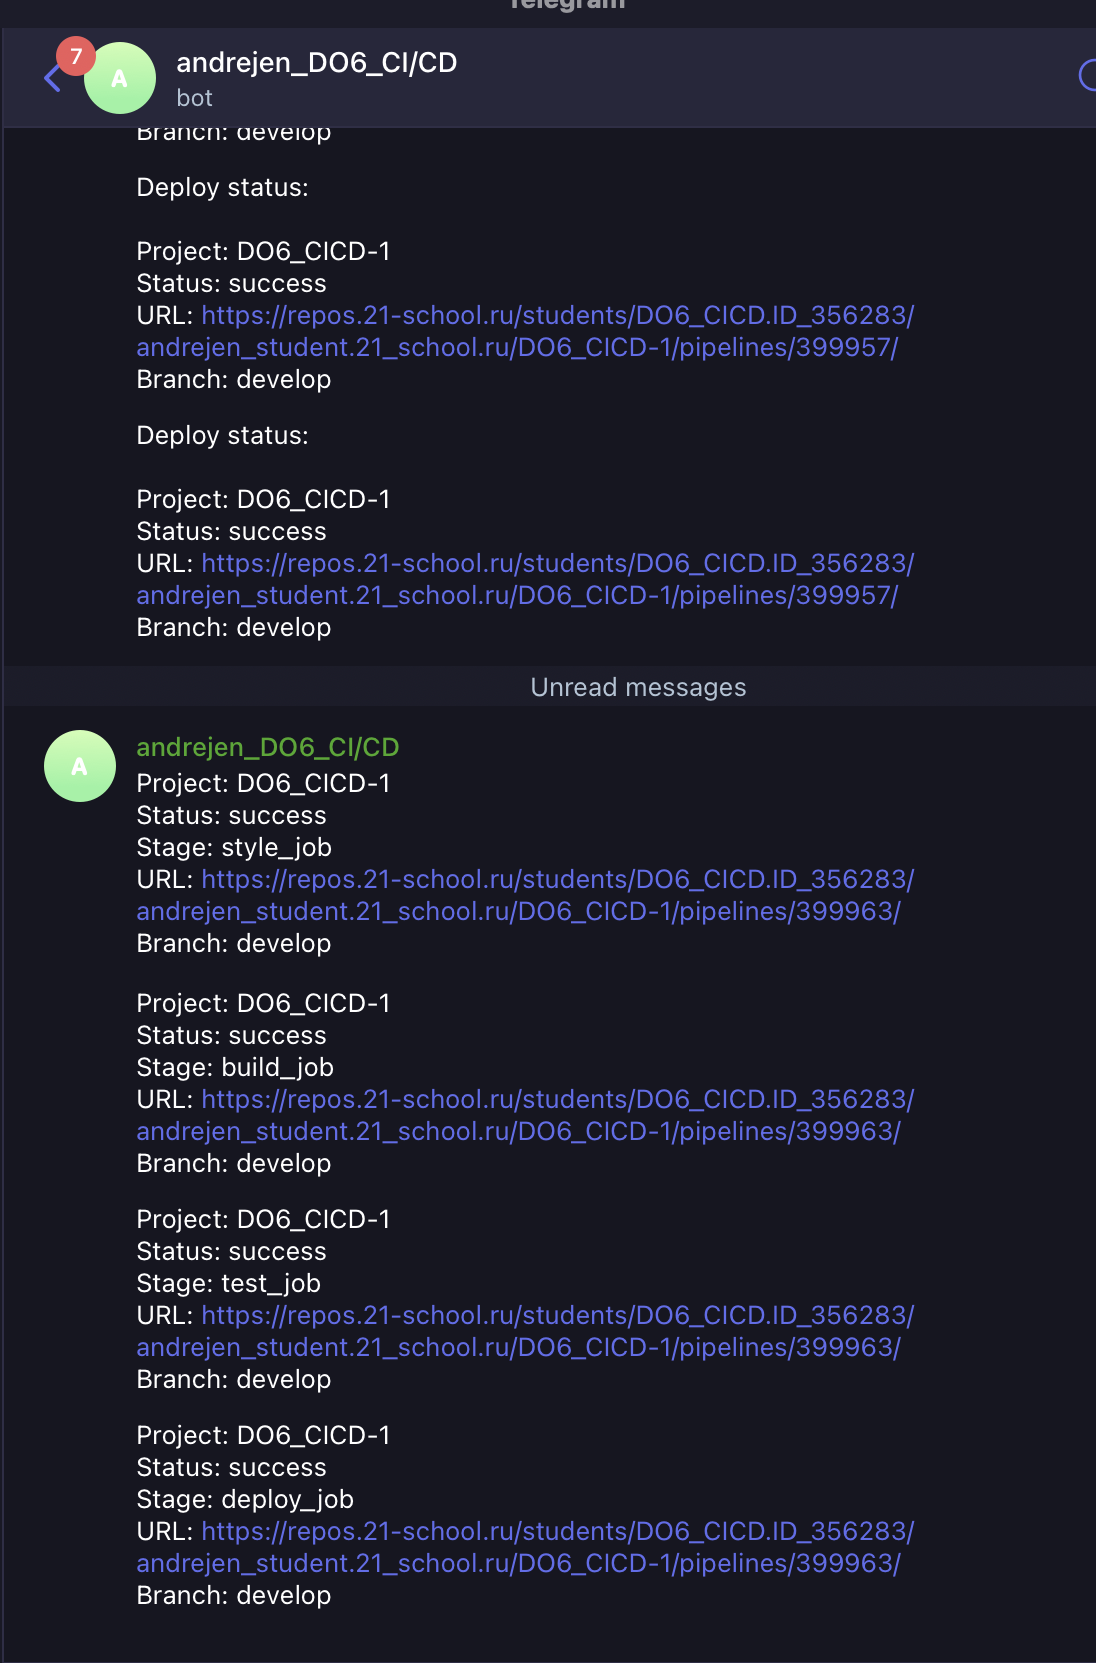 Telegram
7
A
andrejen_DO6_CI/CD
bot
Branch: develop
Deploy status:
Project: DO6_CICD-1
Status: success
URL: https://repos.21-school.ru/students/DO6_CICD.ID_356283/
andrejen_student.21_school.ru/DO6_CICD-1/pipelines/399957/
Branch: develop
Deploy status:
Project: DO6_CICD-1
Status: success
URL: https://repos.21-school.ru/students/DO6_CICD.ID_356283/
andrejen_student.21_school.ru/DO6_CICD-1/pipelines/399957/
Branch: develop
Unread messages
A
andrejen_DO6_CI/CD
Project: DO6_CICD-1
Status: success
Stage: style_job
URL: https://repos.21-school.ru/students/DO6_CICD.ID_356283/
andrejen_student.21_school.ru/DO6_CICD-1/pipelines/399963/
Branch: develop
Project: DO6_CICD-1
Status: success
Stage: build_job
URL: https://repos.21-school.ru/students/DO6_CICD.ID_356283/
andrejen_student.21_school.ru/DO6_CICD-1/pipelines/399963/
Branch: develop
Project: DO6_CICD-1
Status: success
Stage: test_job
URL: https://repos.21-school.ru/students/DO6_CICD.ID_356283/
andrejen_student.21_school.ru/DO6_CICD-1/pipelines/399963/
Branch: develop
Project: DO6_CICD-1
Status: success
Stage: deploy_job
URL: https://repos.21-school.ru/students/DO6_CICD.ID_356283/
andrejen_student.21_school.ru/DO6_CICD-1/pipelines/399963/
Branch: develop